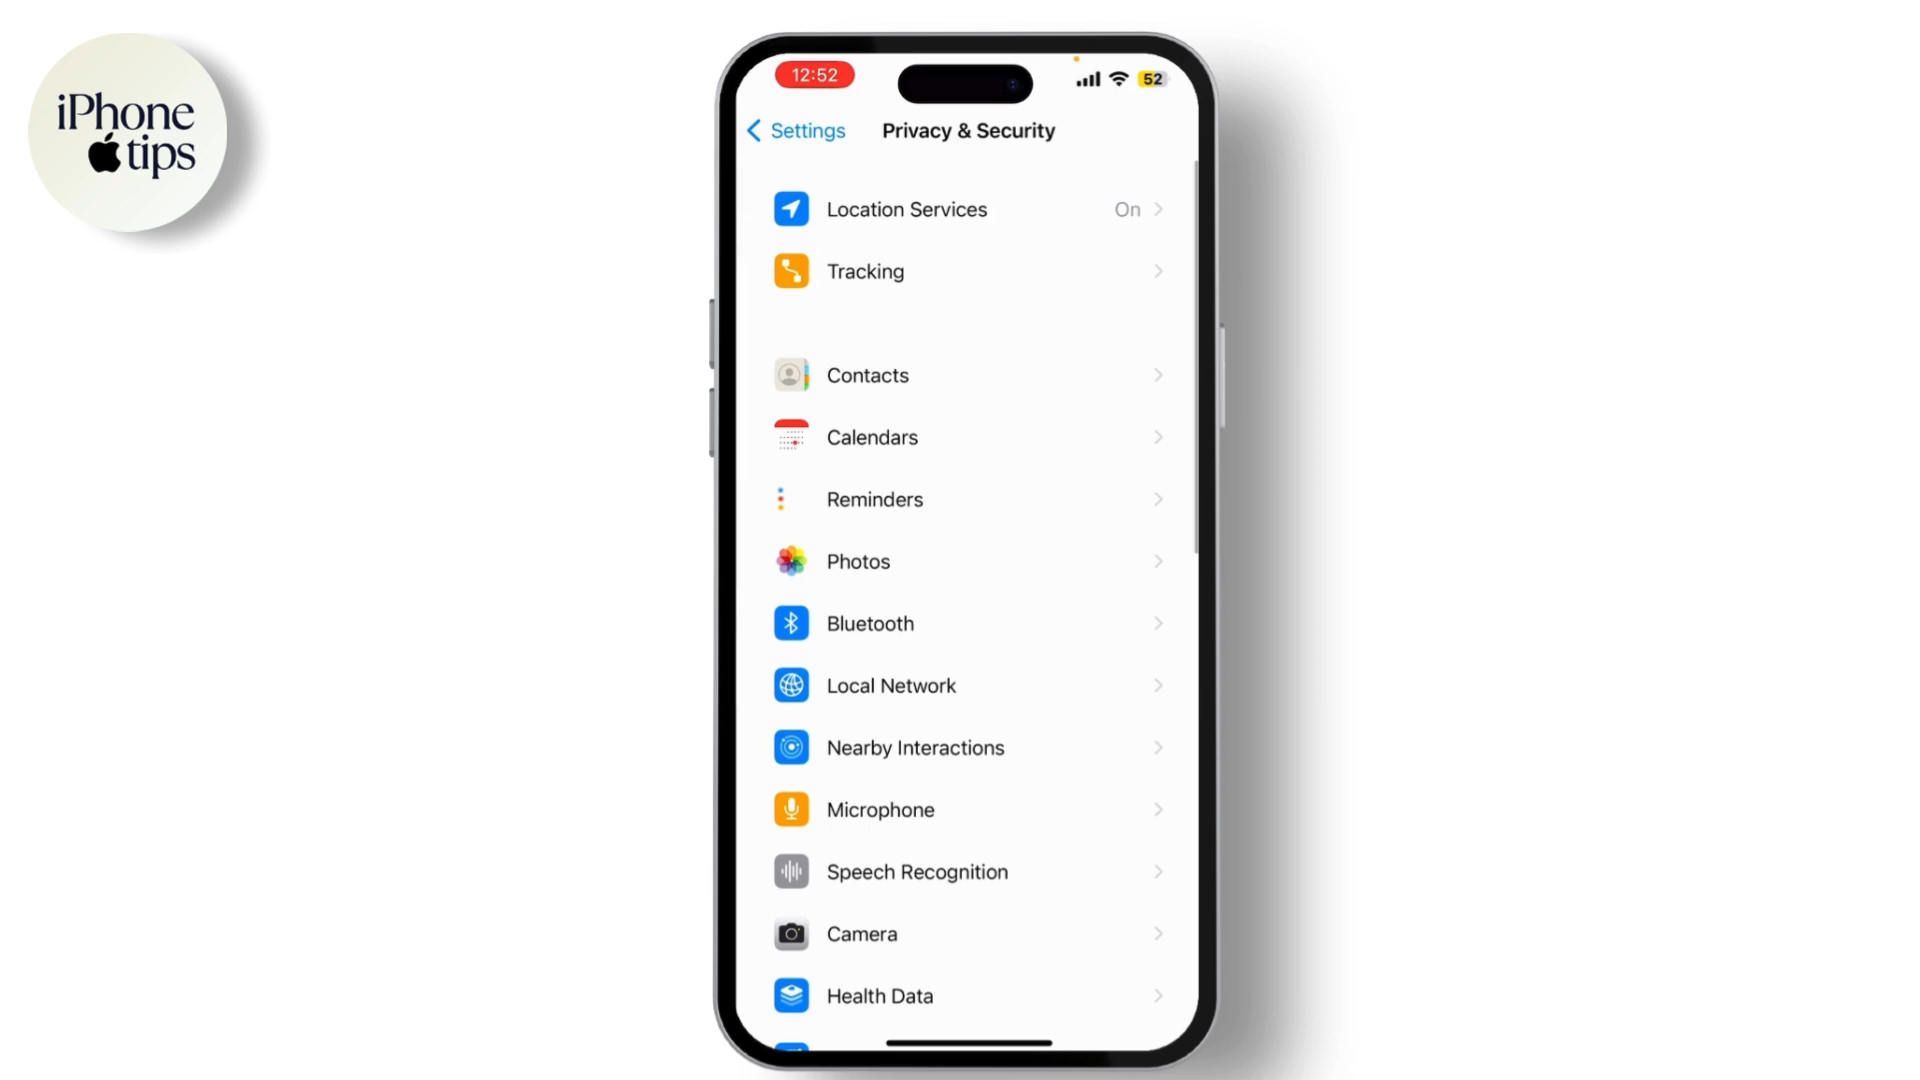 iPhone
tips
12:52
52
Settings
Privacy & Security
Location Services
On
Tracking
Contacts
Calendars
Reminders
Photos
Bluetooth
Local Network
Nearby Interactions
Microphone
Speech Recognition
Camera
Health Data